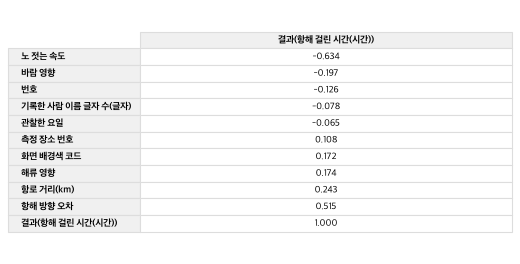 결과(항해 걸린 시간(시간))
노 젓는 속도 -0.634
바람 영향 -0.197
번호 -0.126
기록한 사람 이름 글자 수(글자) -0.078
관찰한 요일 -0.065
측정 장소 번호 0.108
화면 배경색 코드 0.172
해류 영향 0.174
항로 거리(km) 0.243
항해 방향 오차 0.515
결과(항해 걸린 시간(시간)) 1.000